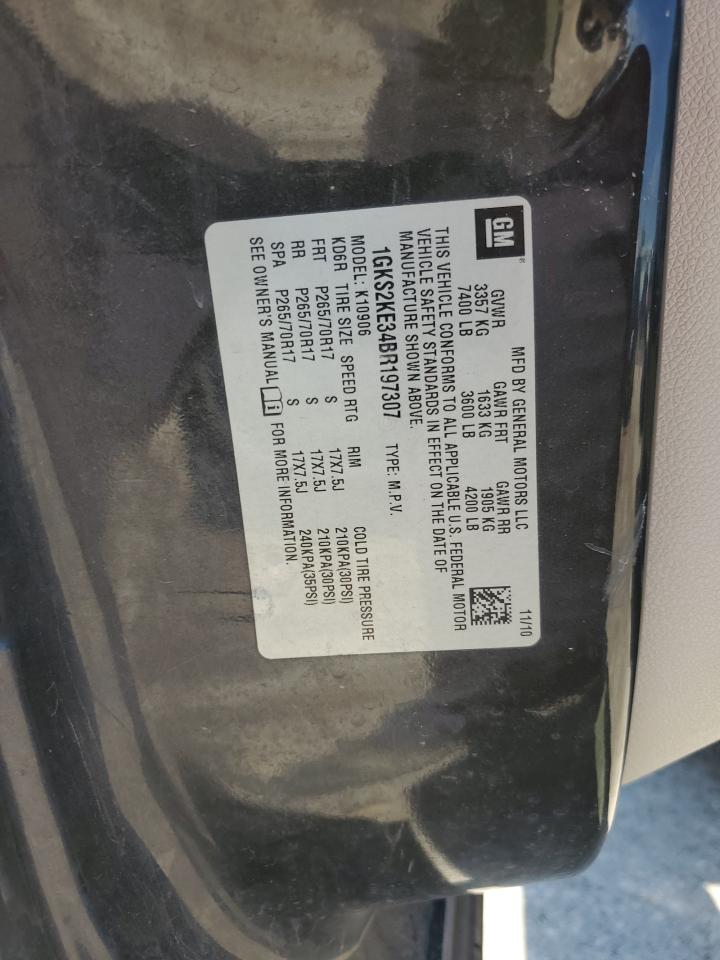 GM® MFD BY GENERAL MOTORS LLC 11/10
GVWR GAWR FRT GAWR RR
3357 KG 1633 KG 1905 KG
7400 LB 3600 LB 4200 LB
THIS VEHICLE CONFORMS TO ALL APPLICABLE U.S. FEDERAL MOTOR
VEHICLE SAFETY STANDARDS IN EFFECT ON THE DATE OF
MANUFACTURE SHOWN ABOVE.
1GKS2KE34BR197307 TYPE: M.P.V.
MODEL: K10906
KD6R TIRE SIZE SPEED RTG RIM COLD TIRE PRESSURE
FRT P265/70R17 S 17X7.5J 210KPA(30PSI)
RR P265/70R17 S 17X7.5J 210KPA(30PSI)
SPA P265/70R17 S 17X7.5J 240KPA(35PSI)
SEE OWNER'S MANUAL i FOR MORE INFORMATION.